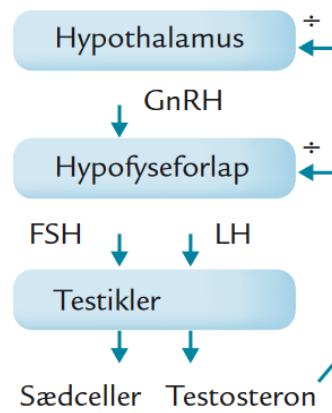 ÷
Hypothalamus
GnRH
÷
Hypofyseforlap
FSH LH
Testikler
Sædceller Testosteron